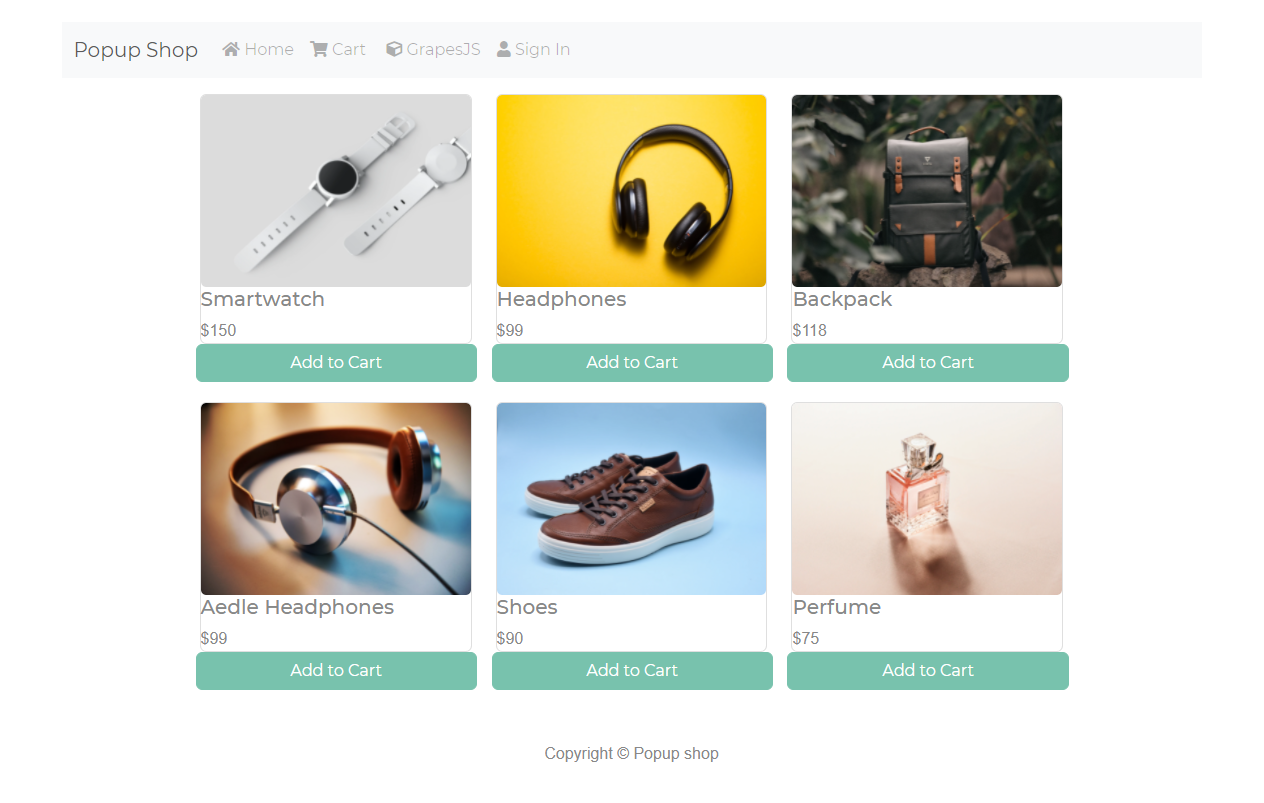 Popup Shop Home Cart GrapesJS Sign In
Smartwatch Headphones Backpack
$150 $99 $118
Add to Cart Add to Cart Add to Cart
Aedle Headphones Shoes Perfume
$99 $90 $75
Add to Cart Add to Cart Add to Cart
Copyright © Popup shop